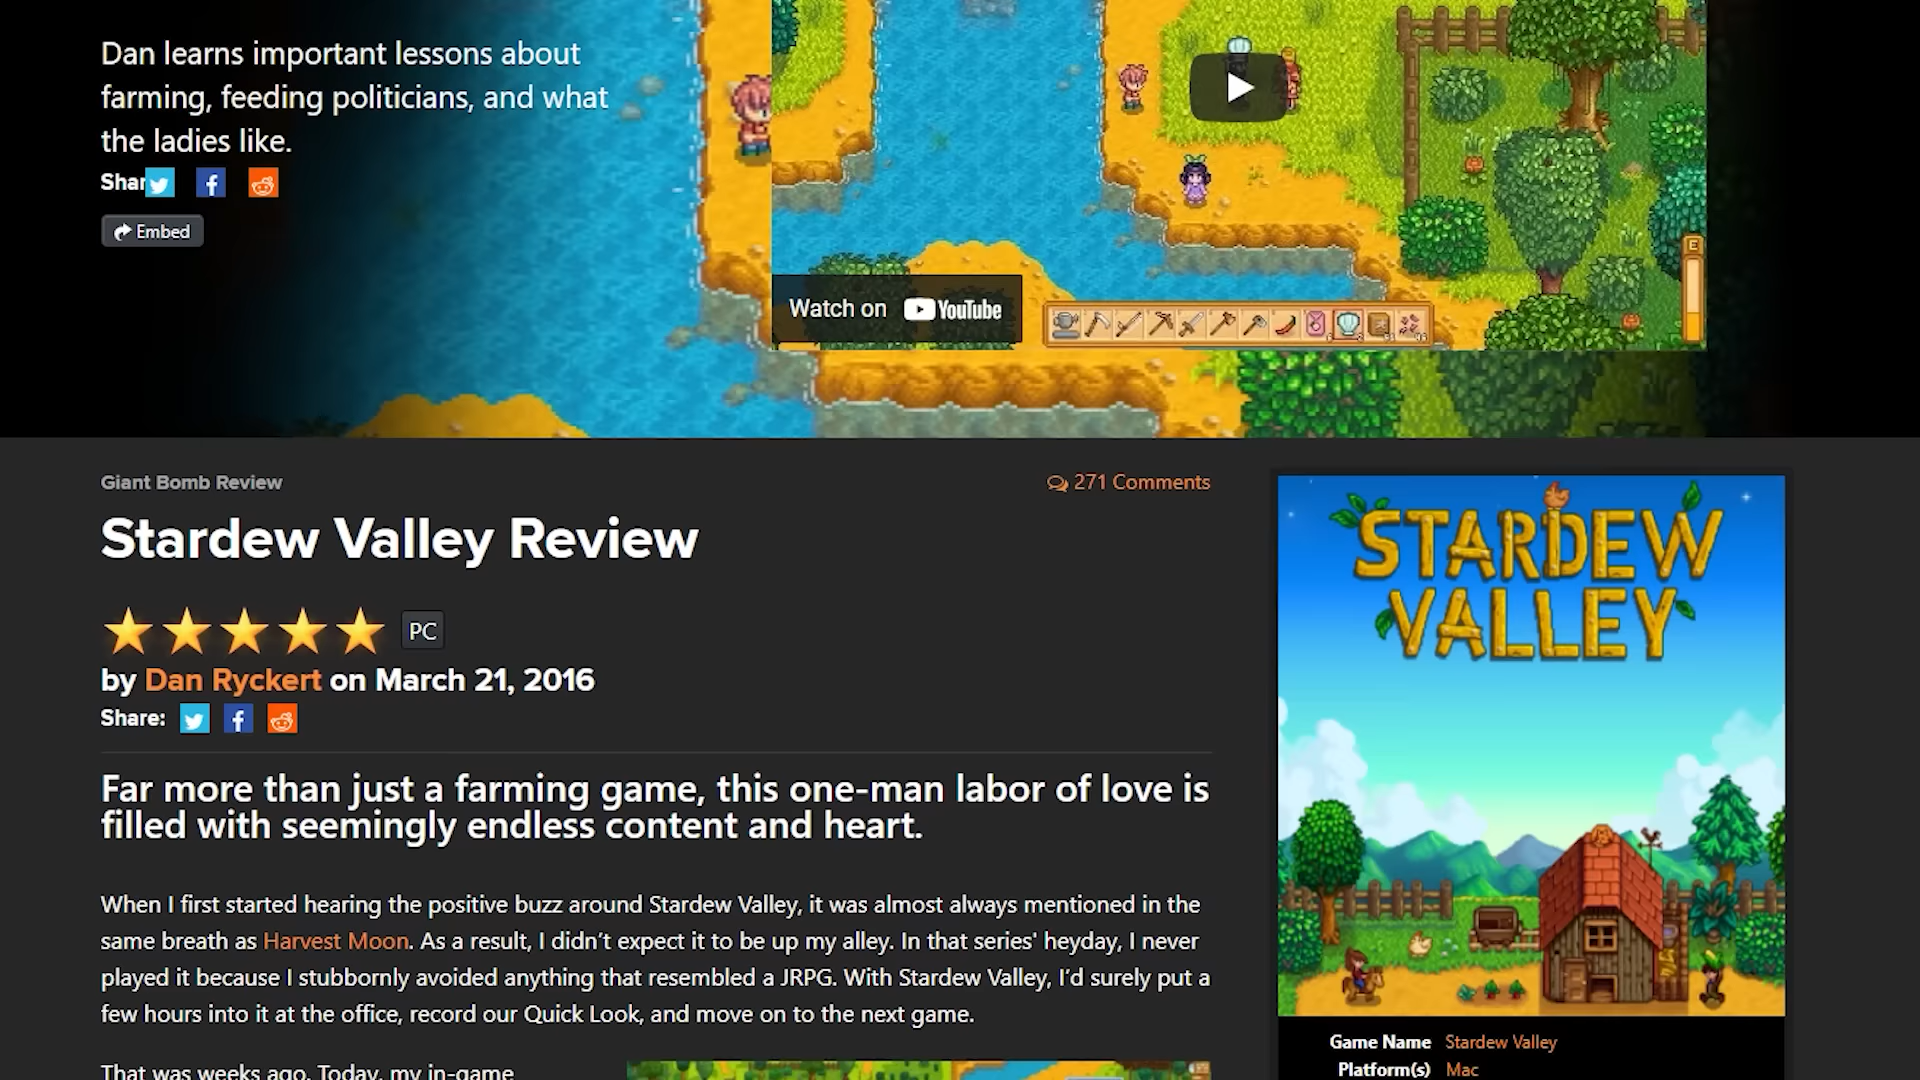 Dan learns important lessons about
farming, feeding politicians, and what
the ladies like.
Shar
Embed
Watch on YouTube
E
Giant Bomb Review
271 Comments
Stardew Valley Review
PC
by Dan Ryckert on March 21, 2016
Share:
Far more than just a farming game, this one-man labor of love is
filled with seemingly endless content and heart.
When I first started hearing the positive buzz around Stardew Valley, it was almost always mentioned in the
same breath as Harvest Moon. As a result, I didn't expect it to be up my alley. In that series' heyday, I never
played it because I stubbornly avoided anything that resembled a JRPG. With Stardew Valley, I'd surely put a
few hours into it at the office, record our Quick Look, and move on to the next game.
That was weeks ago. Today, my in-game
STARDEW
VALLEY
Game Name Stardew Valley
Platform(s) Mac